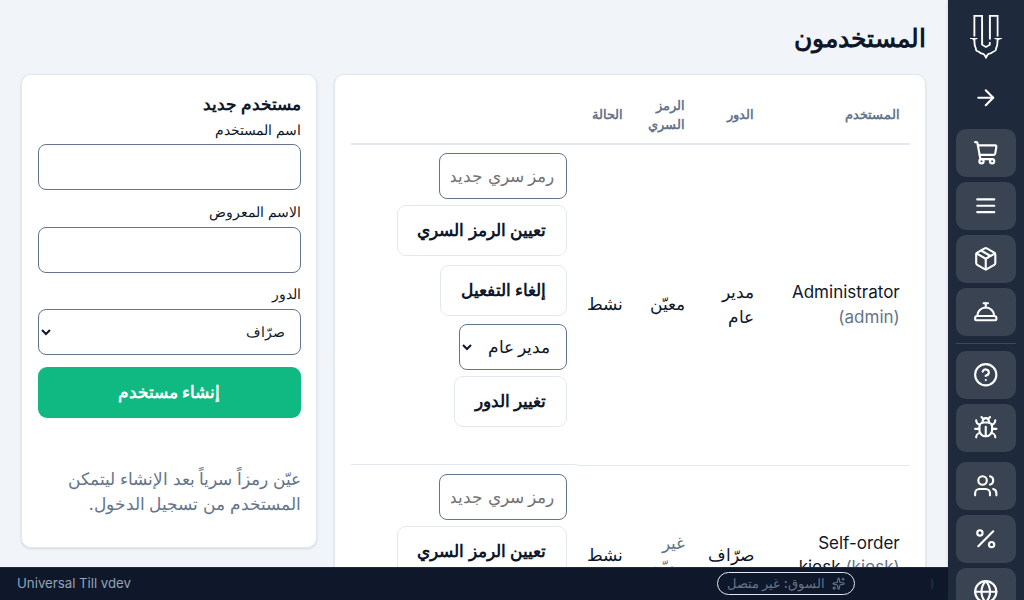 المستخدمون
المستخدم
الدور
الرمز
السري
الحالة
رمز سري جديد
تعيين الرمز السري
إلغاء التفعيل
Administrator
(admin)
مدير
عام
معيّن
نشط
مدير عام
تغيير الدور
رمز سري جديد
تعيين الرمز السري
Self-order
kiosk (kiosk)
صرّاف
غير
نشط
مستخدم جديد
اسم المستخدم
الاسم المعروض
الدور
صرّاف
إنشاء مستخدم
عيّن رمزاً سرياً بعد الإنشاء ليتمكن
المستخدم من تسجيل الدخول.
السوق: غير متصل
Universal Till vdev